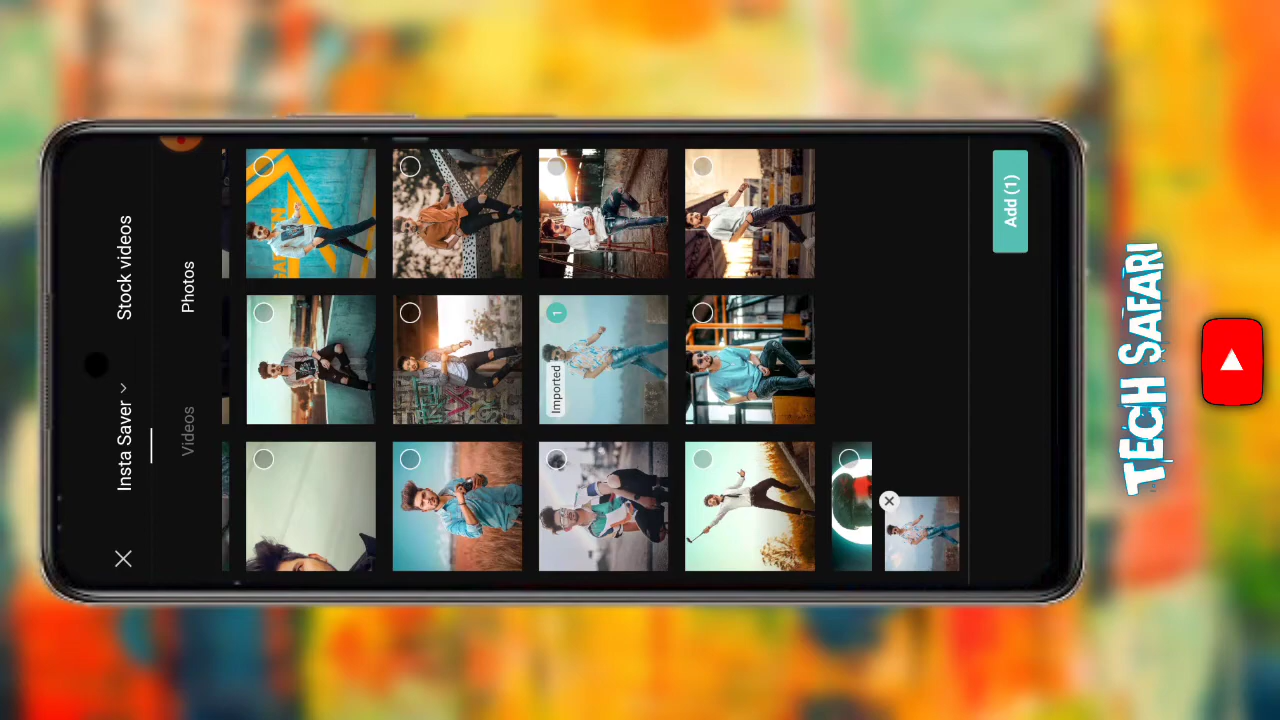 Insta Saver
Stock videos
Videos
Photos
1
Imported
Add (1)
TECH SAFARI